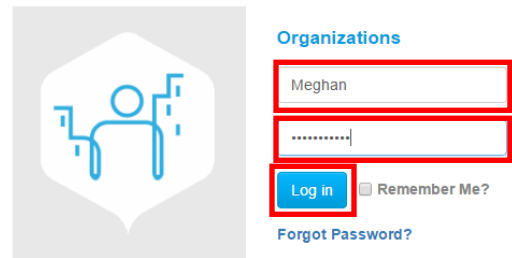 Organizations
Meghan
•••••••••••
Log in Remember Me?
Forgot Password?